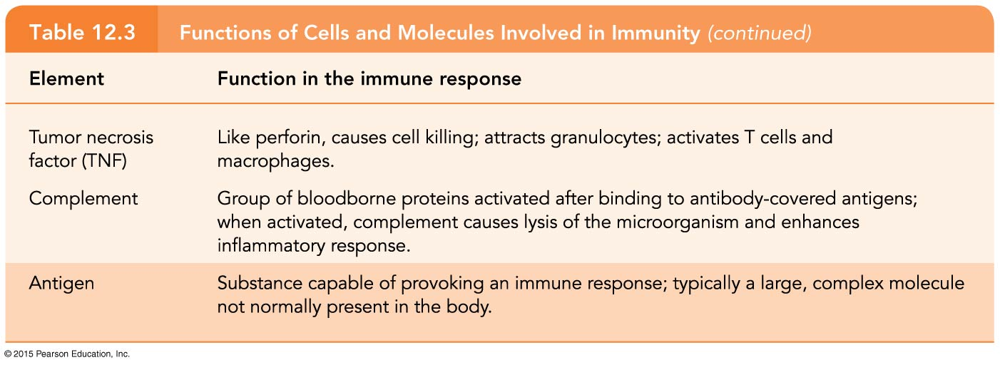 Table 12.3 Functions of Cells and Molecules Involved in Immunity (continued)
Element Function in the immune response
Tumor necrosis Like perforin, causes cell killing; attracts granulocytes; activates T cells and
factor (TNF) macrophages.
Complement Group of bloodborne proteins activated after binding to antibody-covered antigens;
when activated, complement causes lysis of the microorganism and enhances
inflammatory response.
Antigen Substance capable of provoking an immune response; typically a large, complex molecule
not normally present in the body.
© 2015 Pearson Education, Inc.